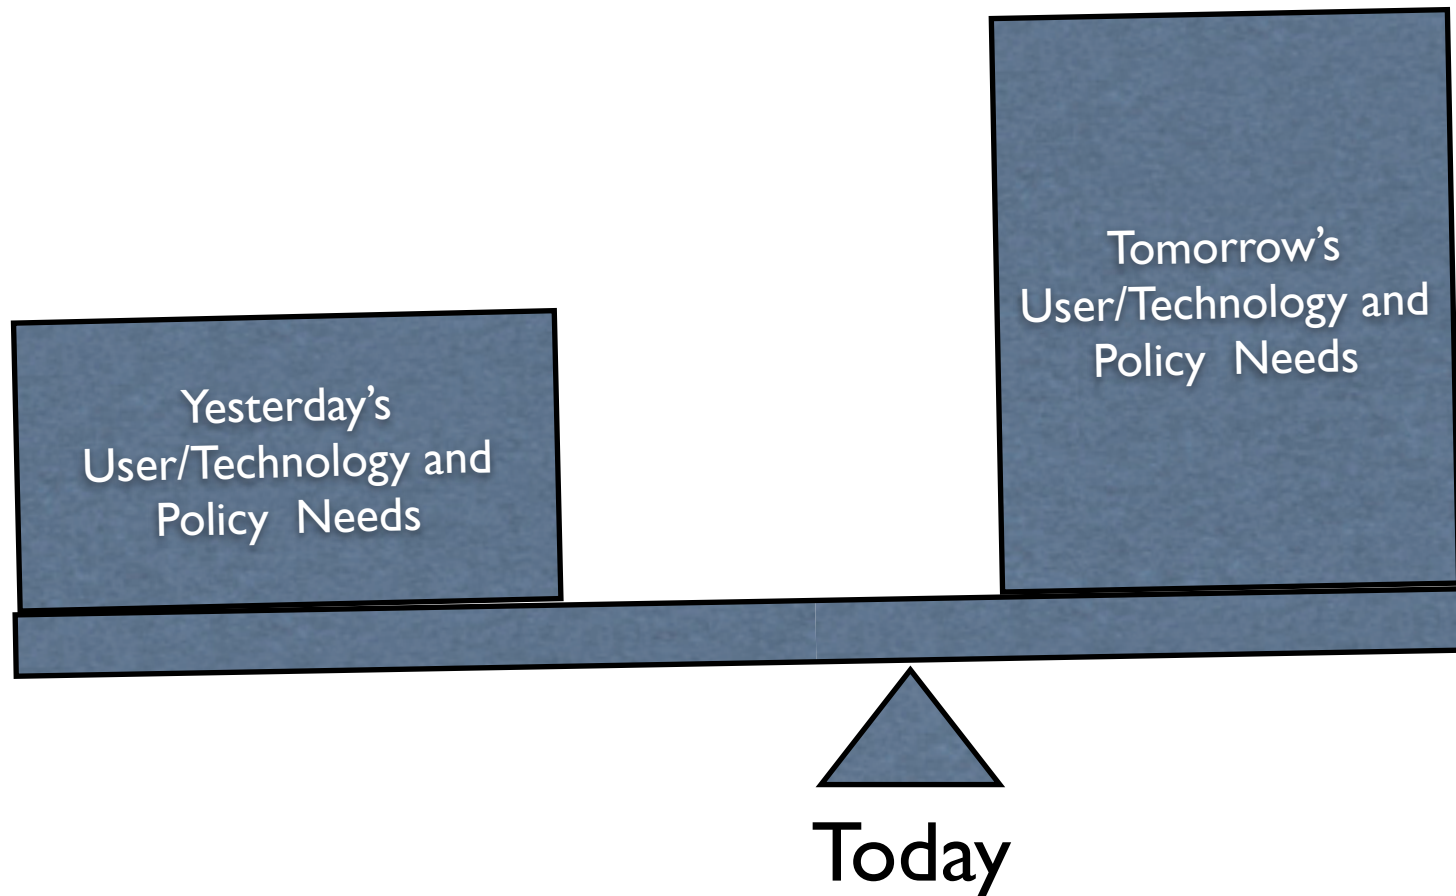 Yesterday’s
User/Technology and
Policy Needs
Tomorrow’s
User/Technology and
Policy Needs
Today